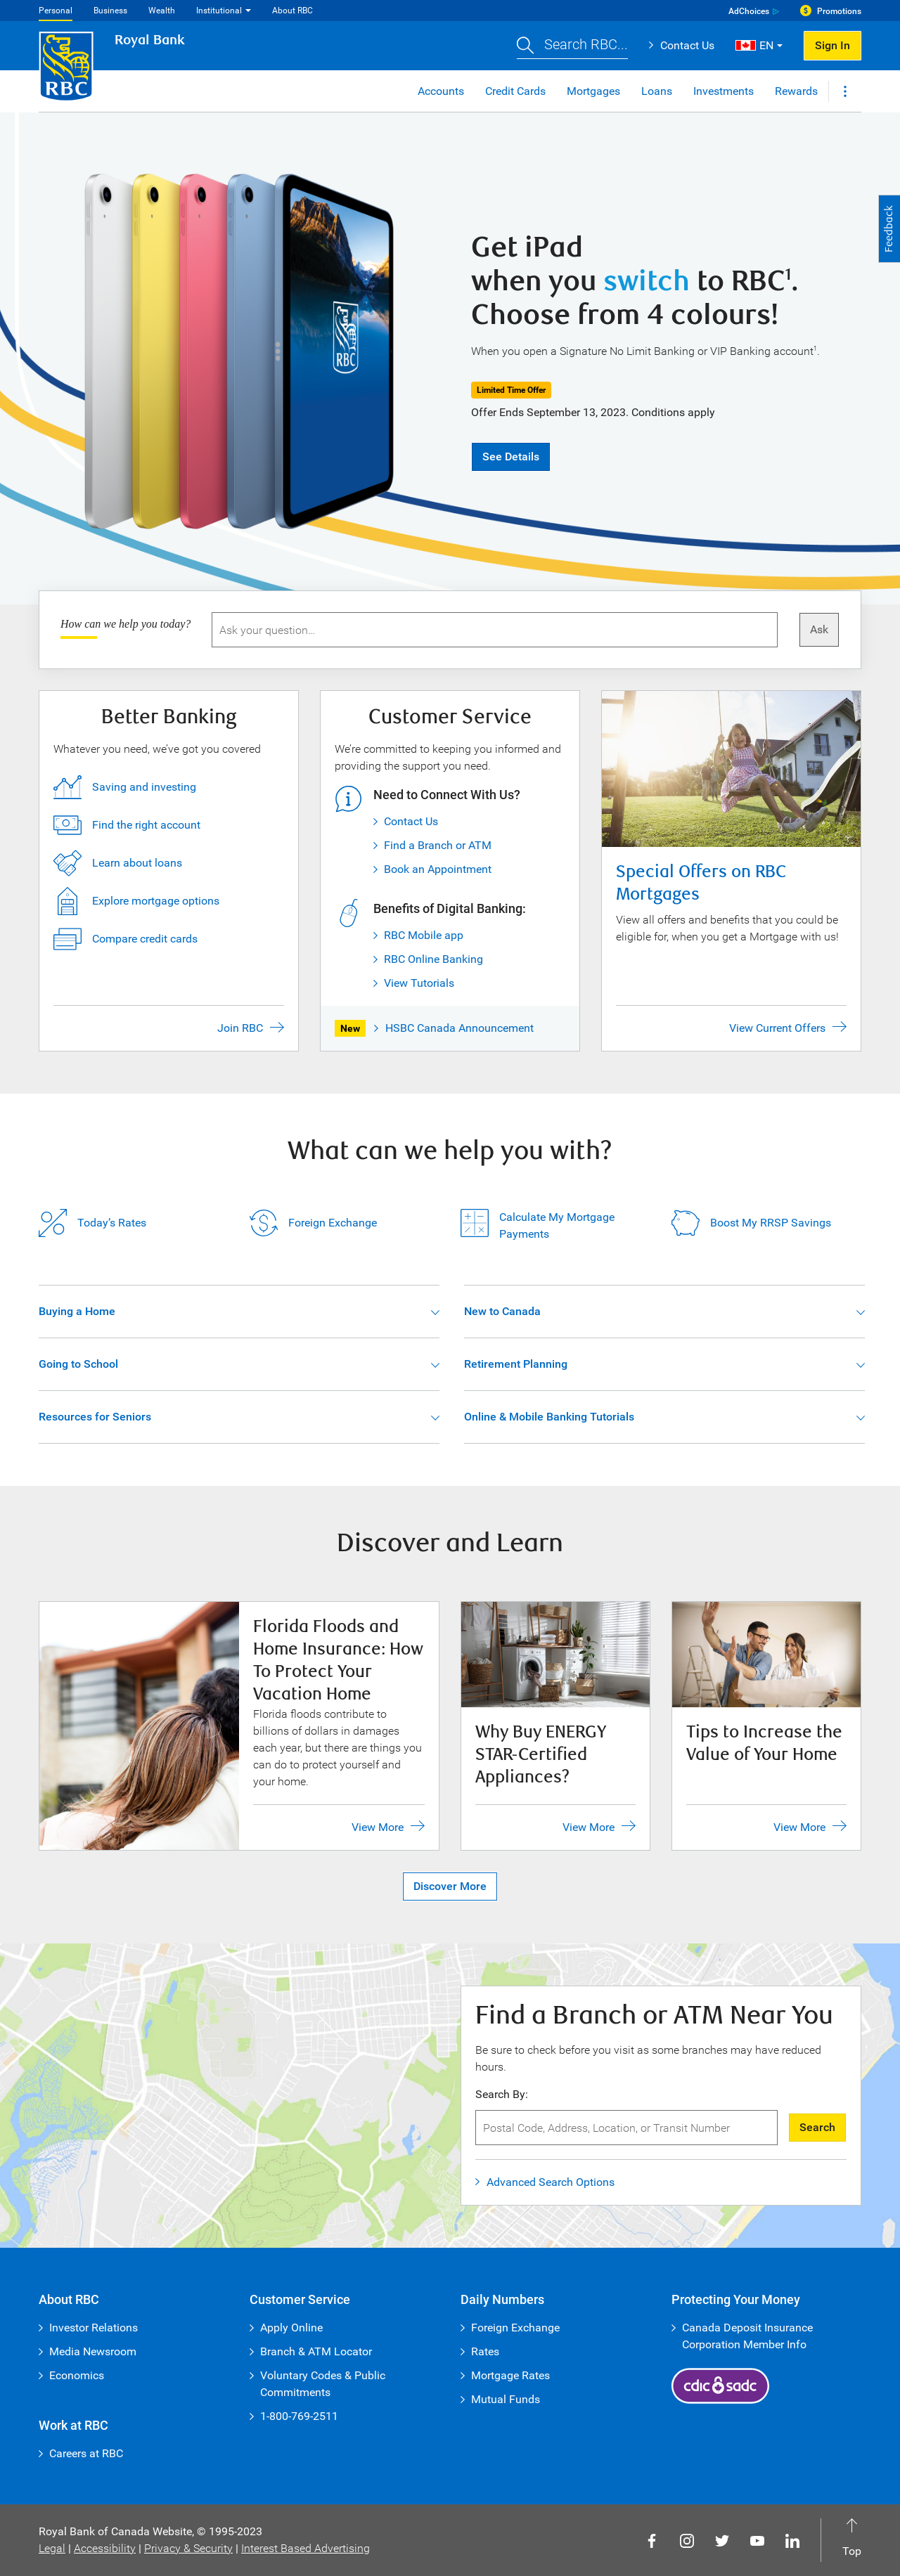 Personal
Business
Wealth
Institutional
About RBC
AdChoices
Promotions
RBC
Royal Bank
Search RBC...
Contact Us
EN
Sign In
Accounts
Credit Cards
Mortgages
Loans
Investments
Rewards
Feedback
RBC
Get iPad
when you switch to RBC1.
Choose from 4 colours!
When you open a Signature No Limit Banking or VIP Banking account1.
Limited Time Offer
Offer Ends September 13, 2023. Conditions apply
See Details
How can we help you today?
Ask your question...
Ask
Better Banking
Whatever you need, we've got you covered
Saving and investing
Find the right account
Learn about loans
Explore mortgage options
Compare credit cards
Join RBC
Customer Service
We're committed to keeping you informed and
providing the support you need.
Need to Connect With Us?
Contact Us
Find a Branch or ATM
Book an Appointment
Benefits of Digital Banking:
RBC Mobile app
RBC Online Banking
View Tutorials
New
HSBC Canada Announcement
Special Offers on RBC
Mortgages
View all offers and benefits that you could be
eligible for, when you get a Mortgage with us!
View Current Offers
What can we help you with?
Today's Rates
Foreign Exchange
Calculate My Mortgage
Payments
Boost My RRSP Savings
Buying a Home
New to Canada
Going to School
Retirement Planning
Resources for Seniors
Online & Mobile Banking Tutorials
Discover and Learn
Florida Floods and
Home Insurance: How
To Protect Your
Vacation Home
Florida floods contribute to
billions of dollars in damages
each year, but there are things you
can do to protect yourself and
your home.
View More
Why Buy ENERGY
STAR-Certified
Appliances?
View More
Tips to Increase the
Value of Your Home
View More
Discover More
Find a Branch or ATM Near You
Be sure to check before you visit as some branches may have reduced
hours.
Search By:
Postal Code, Address, Location, or Transit Number
Search
Advanced Search Options
About RBC
Investor Relations
Media Newsroom
Economics
Work at RBC
Careers at RBC
Customer Service
Apply Online
Branch & ATM Locator
Voluntary Codes & Public
Commitments
1-800-769-2511
Daily Numbers
Foreign Exchange
Rates
Mortgage Rates
Mutual Funds
Protecting Your Money
Canada Deposit Insurance
Corporation Member Info
cdic sadc
Royal Bank of Canada Website, © 1995-2023
Legal | Accessibility | Privacy & Security | Interest Based Advertising
Top